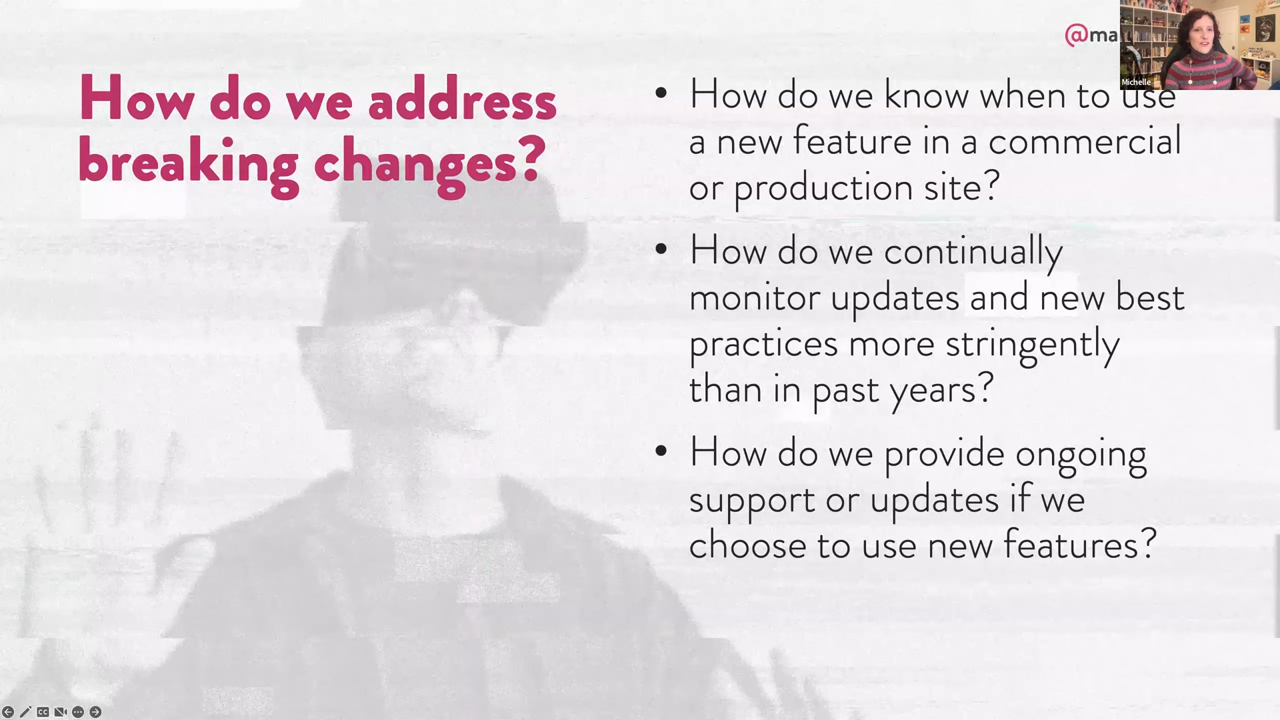 How do we address
breaking changes?
@ma
Michelle
• How do we know when to use
a new feature in a commercial
or production site?
• How do we continually
monitor updates and new best
practices more stringently
than in past years?
• How do we provide ongoing
support or updates if we
choose to use new features?
CC